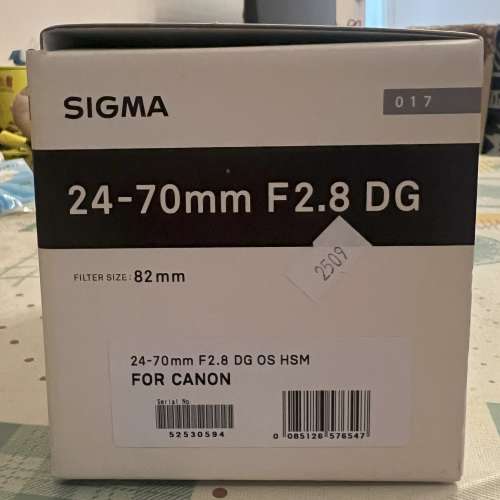 SIGMA
017
24-70mm F2.8 DG
2509
FILTER SIZE: 82mm
24-70mm F2.8 DG OS HSM
FOR CANON
Serial No
52530594
0 085126 576547